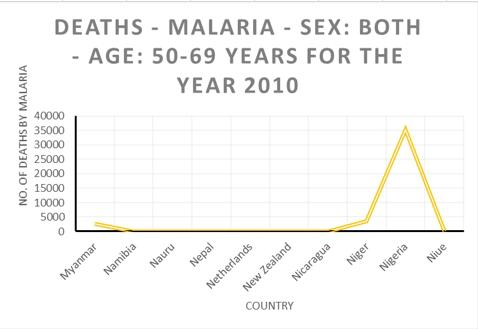 DEATHS - MALARIA - SEX: BOTH
- AGE: 50-69 YEARS FOR THE
YEAR 2010
NO. OF DEATHS BY MALARIA
40000
35000
30000
25000
20000
15000
10000
5000
0
Myanmar
Namibia
Nauru
Nepal
Netherlands
New Zealand
Nicaragua
Niger
Nigeria
Niue
COUNTRY